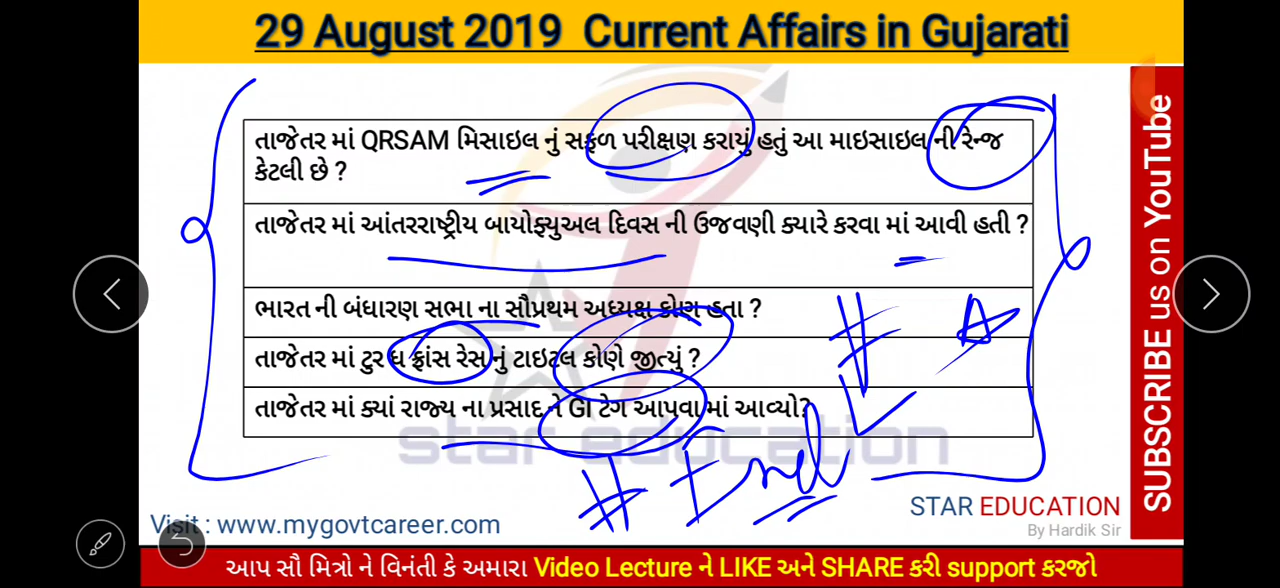 29 August 2019 Current Affairs in Gujarati
તાજેતર માં QRSAM મિસાઇલ નું સફળ પરીક્ષણ કરાયું હતું આ માઇસાઇલ ની રેન્જ
કેટલી છે ?
તાજેતર માં આંતરરાષ્ટ્રીય બાયોફ્યુઅલ દિવસ ની ઉજવણી ક્યારે કરવા માં આવી હતી ?
ભારત ની બંધારણ સભા ના સૌપ્રથમ અધ્યક્ષ કોણ હતા ?
તાજેતર માં ટુર ધ ફ્રાંસ રેસ નું ટાઇટલ કોણે જીત્યું ?
તાજેતર માં ક્યાં રાજ્ય ના પ્રસાદ ને GI ટેગ આપવા માં આવ્યો?
star education
# End
STAR EDUCATION
By Hardik Sir
Visit : www.mygovtcareer.com
આપ સૌ મિત્રો ને વિનંતી કે અમારા Video Lecture ને LIKE અને SHARE કરી support કરજો
SUBSCRIBE us on YouTube